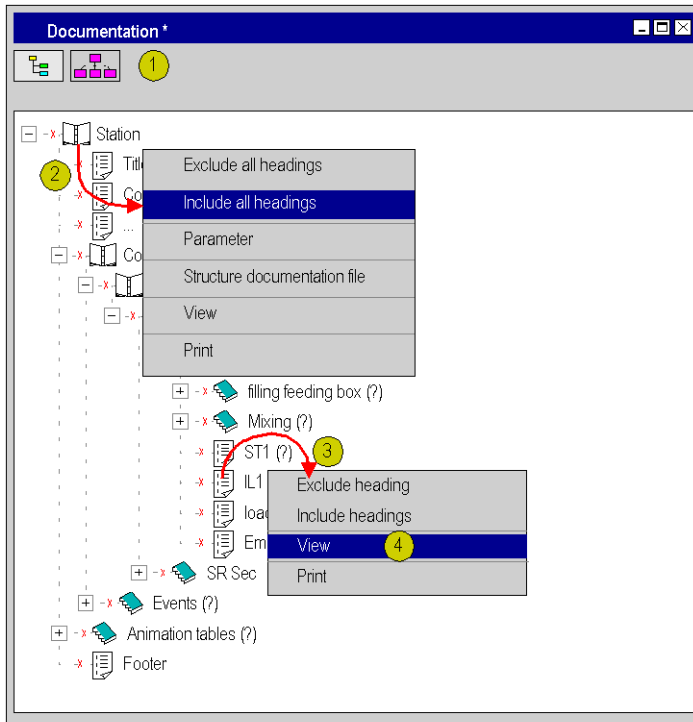 Documentation *
1
Station
2
Title
Exclude all headings
Co
Include all headings
...
Parameter
Co
Structure documentation file
View
Print
filling feeding box (?)
Mixing (?)
ST1 (?)
3
IL1
Exclude heading
Include headings
load
View
4
Em
Print
SR Sec
Events (?)
Animation tables (?)
Footer